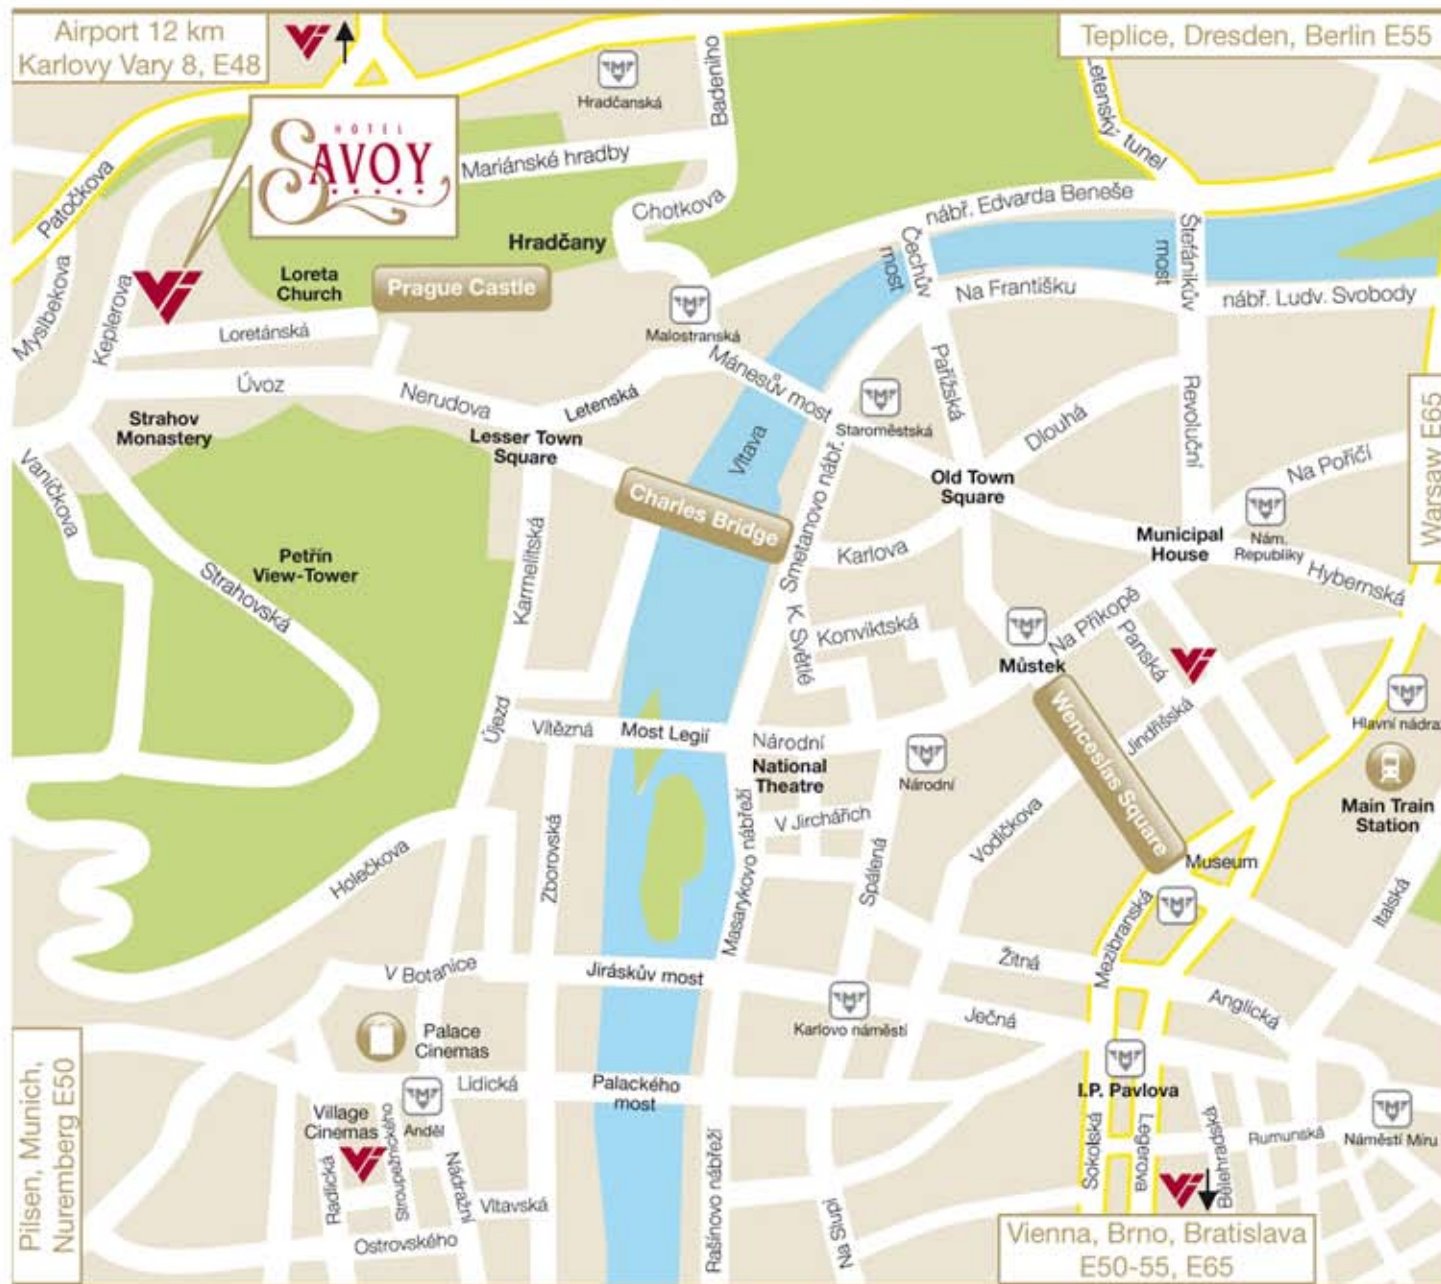 Airport 12 km
Karlovy Vary 8, E48
Teplice, Dresden, Berlin E55
Hradčanská
Badeniho
Letenský tunel
HOTEL
SAVOY
Mariánské hradby
Patočkova
Chotkova
nábř. Edvarda Beneše
Hradčany
Čechův
most
Štefánikův
most
Myslbekova
Keplerova
Loreta
Church
Prague Castle
Na Františku
nábř. Ludv. Svobody
Loretánská
Malostranská
Mánesův most
Pařížská
Úvoz
Nerudova
Letenská
Staroměstská
Dlouhá
Revoluční
Warsaw E65
Strahov
Monastery
Lesser Town
Square
Vltava
Old Town
Square
Na Poříčí
Vaníčkova
Charles Bridge
Smetanovo nábř.
Karlova
Municipal
House
Nám.
Republiky
Hybernská
Petřín
View-Tower
Strahovská
Karmelitská
K. Světlé
Konviktská
Můstek
Na Příkopě
Panská
Újezd
Vítězná
Most Legií
Národní
National
Theatre
Národní
Wenceslas Square
Jindřišská
Hlavní nádraž
Main Train
Station
Holečkova
Zborovská
Masarykovo nábřeží
V Jirchářích
Spálená
Vodičkova
Museum
Mezibranská
Italská
V Botanice
Jiráskův most
Žitná
Anglická
Karlovo náměstí
Ječná
Palace
Cinemas
Lidická
Palackého
most
I.P. Pavlova
Pilsen, Munich,
Nuremberg E50
Village
Cinemas
Anděl
Radlická
Stroupežnického
Nádražní
Vltavská
Ostrovského
Rašínovo nábřeží
Na Slupi
Sokolská
Legerova
Bělehradská
Rumunská
Náměstí Míru
Vienna, Brno, Bratislava
E50-55, E65